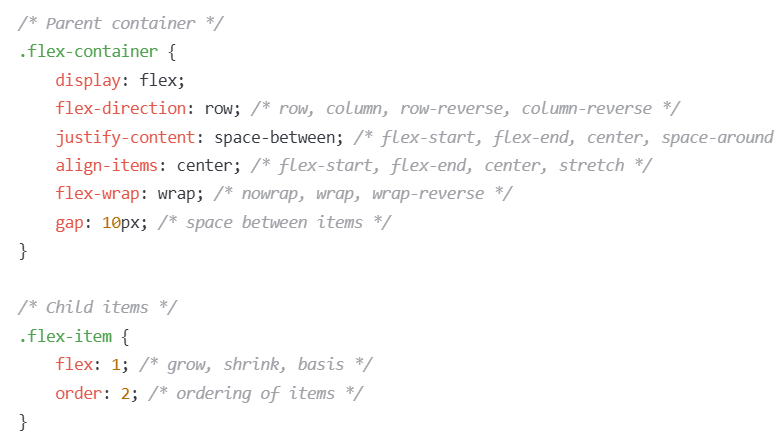 /* Parent container */
.flex-container {
    display: flex;
    flex-direction: row; /* row, column, row-reverse, column-reverse */
    justify-content: space-between; /* flex-start, flex-end, center, space-around
    align-items: center; /* flex-start, flex-end, center, stretch */
    flex-wrap: wrap; /* nowrap, wrap, wrap-reverse */
    gap: 10px; /* space between items */
}

/* Child items */
.flex-item {
    flex: 1; /* grow, shrink, basis */
    order: 2; /* ordering of items */
}